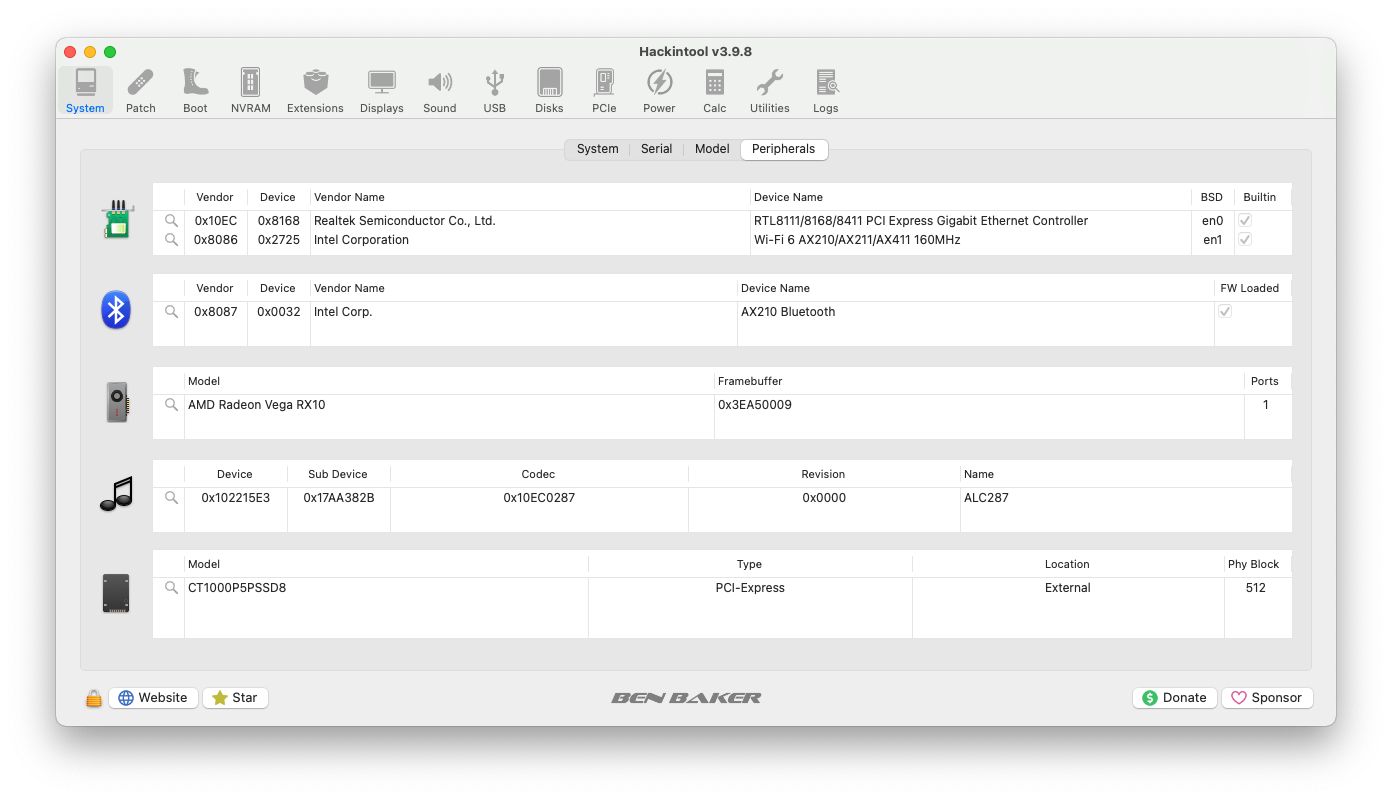 Hackintool v3.9.8
System Patch Boot NVRAM Extensions Displays Sound USB Disks PCIe Power Calc Utilities Logs
System Serial Model Peripherals
Vendor Device Vendor Name Device Name BSD Builtin
0x10EC 0x8168 Realtek Semiconductor Co., Ltd. RTL8111/8168/8411 PCI Express Gigabit Ethernet Controller en0
0x8086 0x2725 Intel Corporation Wi-Fi 6 AX210/AX211/AX411 160MHz en1
Vendor Device Vendor Name Device Name FW Loaded
0x8087 0x0032 Intel Corp. AX210 Bluetooth
Model Framebuffer Ports
AMD Radeon Vega RX10 0x3EA50009 1
Device Sub Device Codec Revision Name
0x102215E3 0x17AA382B 0x10EC0287 0x0000 ALC287
Model Type Location Phy Block
CT1000P5PSSD8 PCI-Express External 512
Website Star BEN BAKER Donate Sponsor